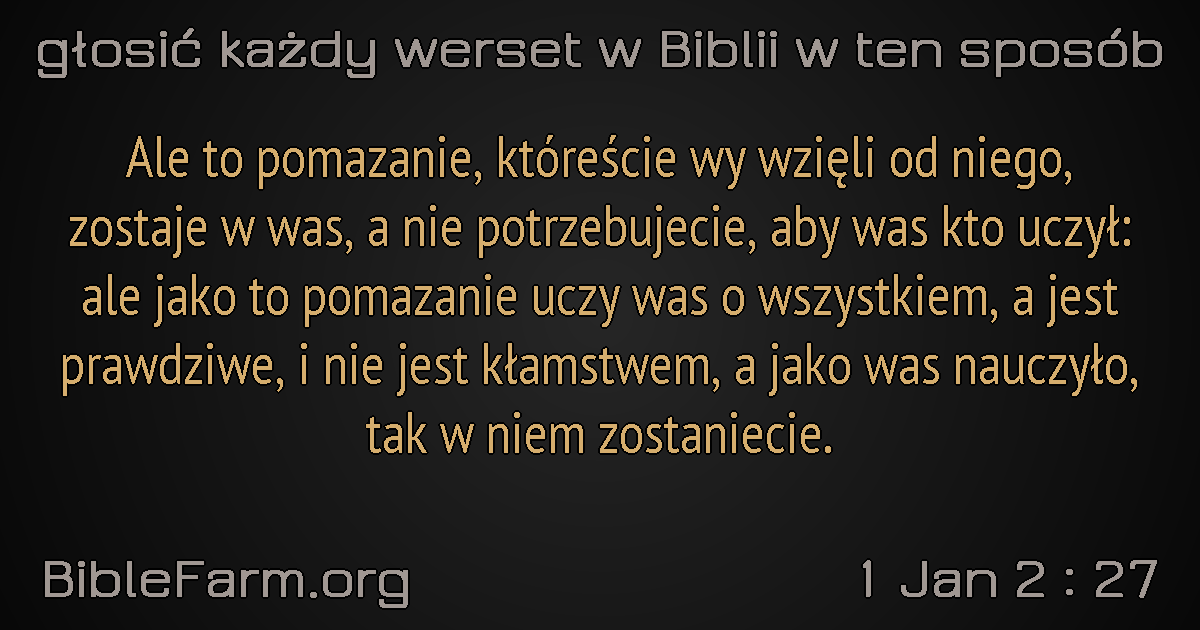 głosić każdy werset w Biblii w ten sposób
Ale to pomazanie, któreście wy wzięli od niego,
zostaje w was, a nie potrzebujecie, aby was kto uczył:
ale jako to pomazanie uczy was o wszystkiem, a jest
prawdziwe, i nie jest kłamstwem, a jako was nauczyło,
tak w niem zostaniecie.
BibleFarm.org
1 Jan 2 : 27